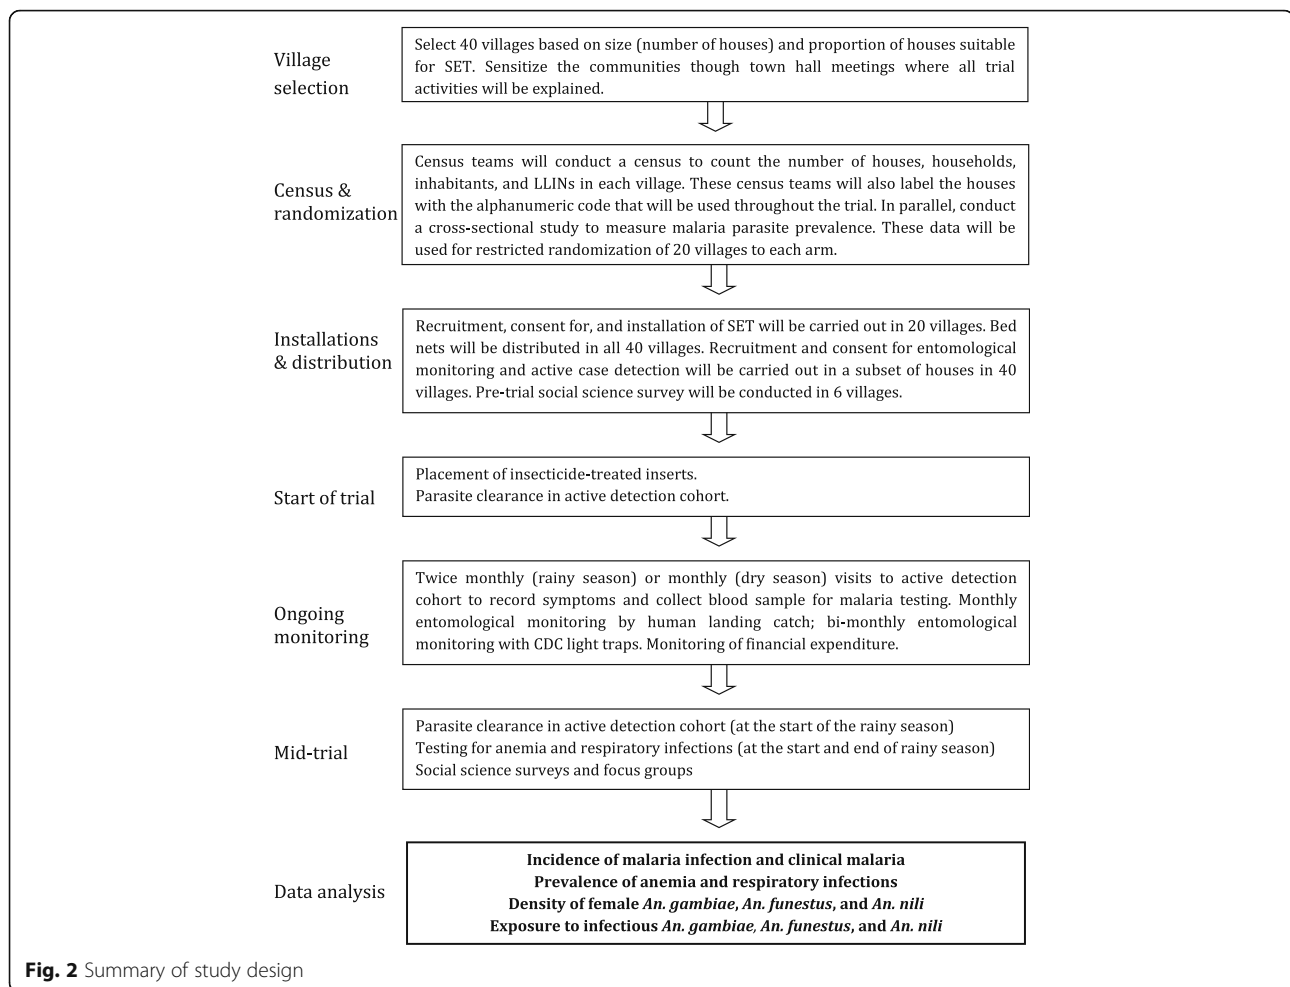 Village
selection
Select 40 villages based on size (number of houses) and proportion of houses suitable
for SET. Sensitize the communities though town hall meetings where all trial
activities will be explained.
Census &
randomization
Census teams will conduct a census to count the number of houses, households,
inhabitants, and LLINs in each village. These census teams will also label the houses
with the alphanumeric code that will be used throughout the trial. In parallel, conduct
a cross-sectional study to measure malaria parasite prevalence. These data will be
used for restricted randomization of 20 villages to each arm.
Installations
& distribution
Recruitment, consent for, and installation of SET will be carried out in 20 villages. Bed
nets will be distributed in all 40 villages. Recruitment and consent for entomological
monitoring and active case detection will be carried out in a subset of houses in 40
villages. Pre-trial social science survey will be conducted in 6 villages.
Start of trial
Placement of insecticide-treated inserts.
Parasite clearance in active detection cohort.
Ongoing
monitoring
Twice monthly (rainy season) or monthly (dry season) visits to active detection
cohort to record symptoms and collect blood sample for malaria testing. Monthly
entomological monitoring by human landing catch; bi-monthly entomological
monitoring with CDC light traps. Monitoring of financial expenditure.
Mid-trial
Parasite clearance in active detection cohort (at the start of the rainy season)
Testing for anemia and respiratory infections (at the start and end of rainy season)
Social science surveys and focus groups
Data analysis
Incidence of malaria infection and clinical malaria
Prevalence of anemia and respiratory infections
Density of female An. gambiae, An. funestus, and An. nili
Exposure to infectious An. gambiae, An. funestus, and An. nili
Fig. 2 Summary of study design